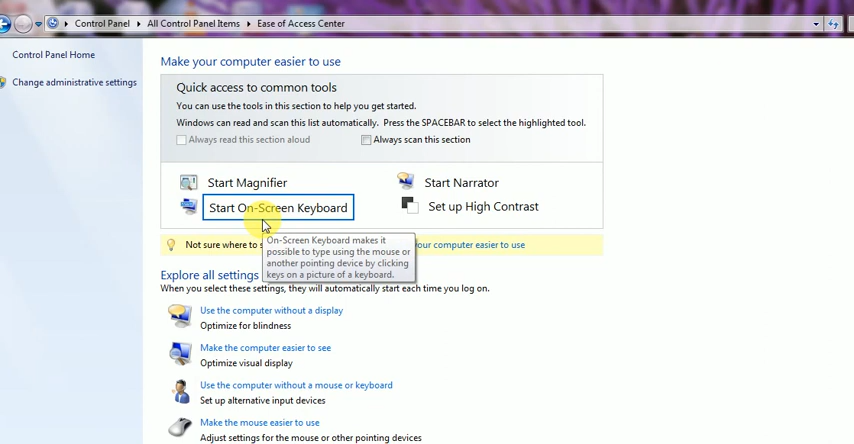 Control Panel ▸ All Control Panel Items ▸ Ease of Access Center
Control Panel Home
Change administrative settings
Make your computer easier to use
Quick access to common tools
You can use the tools in this section to help you get started.
Windows can read and scan this list automatically. Press the SPACEBAR to select the highlighted tool.
Always read this section aloud
Always scan this section
Start Magnifier
Start Narrator
Start On-Screen Keyboard
Set up High Contrast
Not sure where to
your computer easier to use
On-Screen Keyboard makes it
possible to type using the mouse or
another pointing device by clicking
keys on a picture of a keyboard.
Explore all settings
When you select these settings, they will automatically start each time you log on.
Use the computer without a display
Optimize for blindness
Make the computer easier to see
Optimize visual display
Use the computer without a mouse or keyboard
Set up alternative input devices
Make the mouse easier to use
Adjust settings for the mouse or other pointing devices